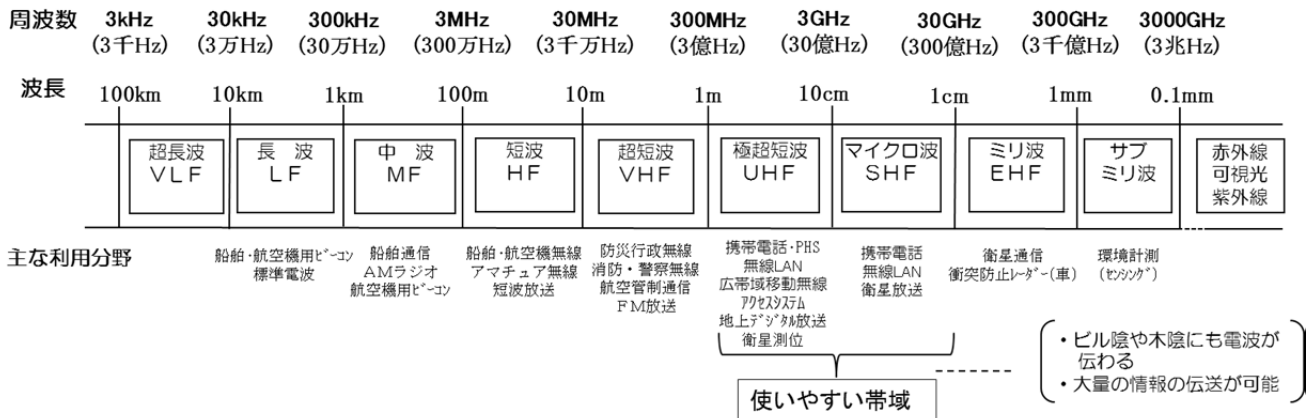 周波数 3kHz 30kHz 300kHz 3MHz 30MHz 300MHz 3GHz 30GHz 300GHz 3000GHz
(3千Hz) (3万Hz) (30万Hz) (300万Hz) (3千万Hz) (3億Hz) (30億Hz) (300億Hz) (3千億Hz) (3兆Hz)
波長 100km 10km 1km 100m 10m 1m 10cm 1cm 1mm 0.1mm
超長波
VLF
長 波
LF
中 波
MF
短波
HF
超短波
VHF
極超短波
UHF
マイクロ波
SHF
ミリ波
EHF
サブ
ミリ波
赤外線
可視光
紫外線
主な利用分野
船舶・航空機用ﾋﾞｰｺﾝ
標準電波
船舶通信
AMラジオ
航空機用ﾋﾞｰｺﾝ
船舶・航空機無線
アマチュア無線
短波放送
防災行政無線
消防・警察無線
航空管制通信
FM放送
携帯電話・PHS
無線LAN
広帯域移動無線
ｱｸｾｽｼｽﾃﾑ
地上ﾃﾞｼﾞﾀﾙ放送
衛星測位
携帯電話
無線LAN
衛星放送
衛星通信
衝突防止ﾚｰﾀﾞｰ(車)
環境計測
(ｾﾝｼﾝｸﾞ)
使いやすい帯域
・ビル陰や木陰にも電波が
伝わる
・大量の情報の伝送が可能